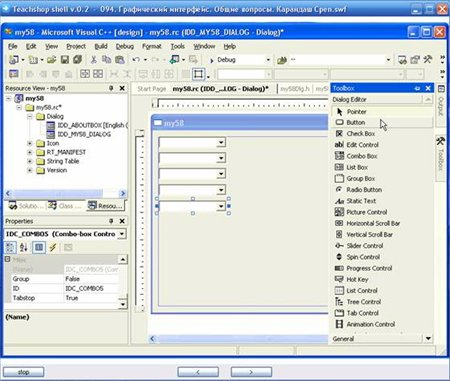 Teachshop shell v.0.2 - 094. Графический интерфейс. Общие вопросы. Карандаш Cpen.swf
my58 - Microsoft Visual C++ [design] - my58.rc (IDD_MY58_DIALOG - Dialog)*
File Edit View Project Build Debug Format Tools Window Help
Debug
Resource View - my58
my58
my58.rc*
Dialog
IDD_ABOUTBOX [English (
IDD_MY58_DIALOG
Icon
RT_MANIFEST
String Table
Version
Solutio... Class ... Resou...
Properties
IDC_COMBO5 (Combo-box Contro
Misc
(Name) IDC_COMBO5 (Com
Group False
ID IDC_COMBO5
Tabstop True
(Name)
Start Page my58.rc (IDD_...LOG - Dialog)* my58Dlg.h
my58
Toolbox
Dialog Editor
Pointer
Button
Check Box
Edit Control
Combo Box
List Box
Group Box
Radio Button
Static Text
Picture Control
Horizontal Scroll Bar
Vertical Scroll Bar
Slider Control
Spin Control
Progress Control
Hot Key
List Control
Tree Control
Tab Control
Animation Control
General
Output
Toolbox
stop < >